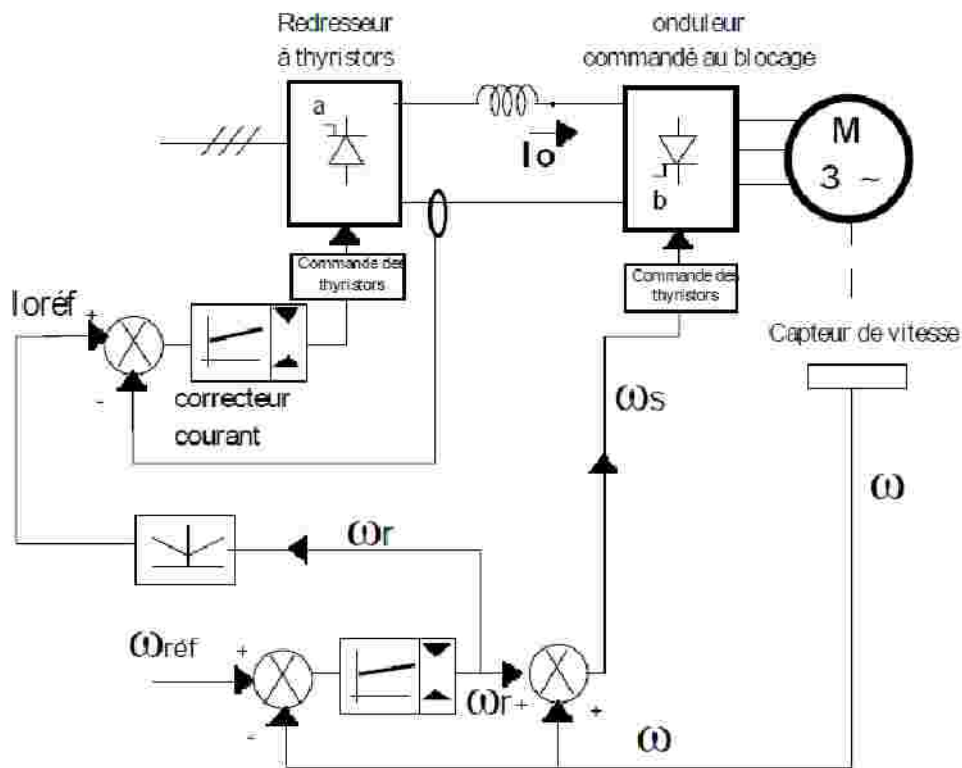 Redresseur
à thyristors
onduleur
commandé au blocage
a
Io
b
M
3 ~
Commande des
thyristors
Commande des
thyristors
Ioréf
+
-
correcteur
courant
Capteur de vitesse
ωs
ω
ωr
ωréf
+
-
ωr
+
+
ω